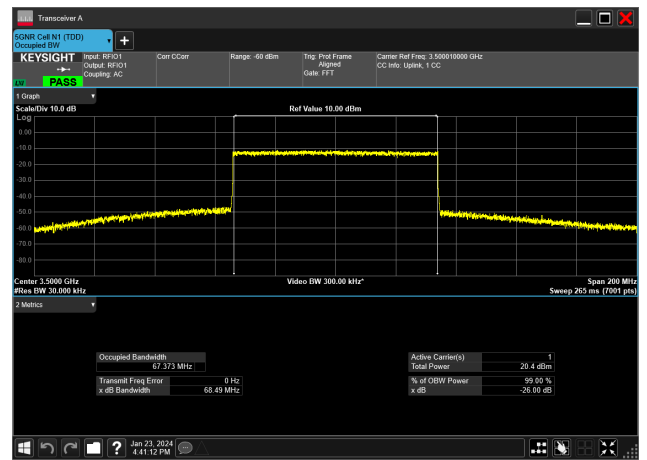 Transceiver A
5GNR Cell N1 (TDD)
Occupied BW
KEYSIGHT
LXI
PASS
Input: RFIO1
Output: RFIO1
Coupling: AC
Corr CCorr
Range: -60 dBm
Trig: Prot Frame
Aligned
Gate: FFT
Carrier Ref Freq: 3.500010000 GHz
CC Info: Uplink, 1 CC
1 Graph
Scale/Div 10.0 dB
Ref Value 10.00 dBm
Log
0.00
-10.0
-20.0
-30.0
-40.0
-50.0
-60.0
-70.0
-80.0
Center 3.5000 GHz
Video BW 300.00 kHz*
Span 200 MHz
#Res BW 30.000 kHz
Sweep 265 ms (7001 pts)
2 Metrics
Occupied Bandwidth
67.373 MHz
Transmit Freq Error 0 Hz
x dB Bandwidth 68.49 MHz
Active Carrier(s) 1
Total Power 20.4 dBm
% of OBW Power 99.00 %
x dB -26.00 dB
Jan 23, 2024
4:41:12 PM